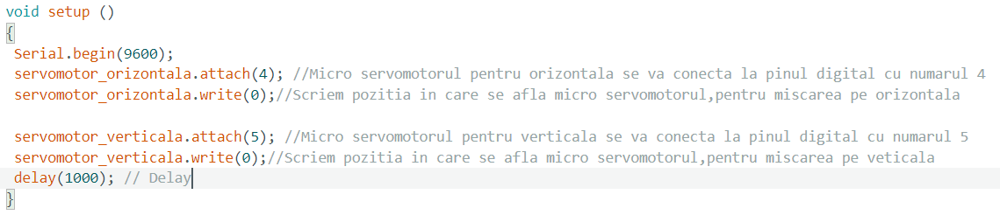 void setup ()
{
Serial.begin(9600);
servomotor_orizontala.attach(4); //Micro servomotorul pentru orizontala se va conecta la pinul digital cu numarul 4
servomotor_orizontala.write(0);//Scriem pozitia in care se afla micro servomotorul,pentru miscarea pe orizontala
servomotor_verticala.attach(5); //Micro servomotorul pentru verticala se va conecta la pinul digital cu numarul 5
servomotor_verticala.write(0);//Scriem pozitia in care se afla micro servomotorul,pentru miscarea pe veticala
delay(1000); // Delay
}